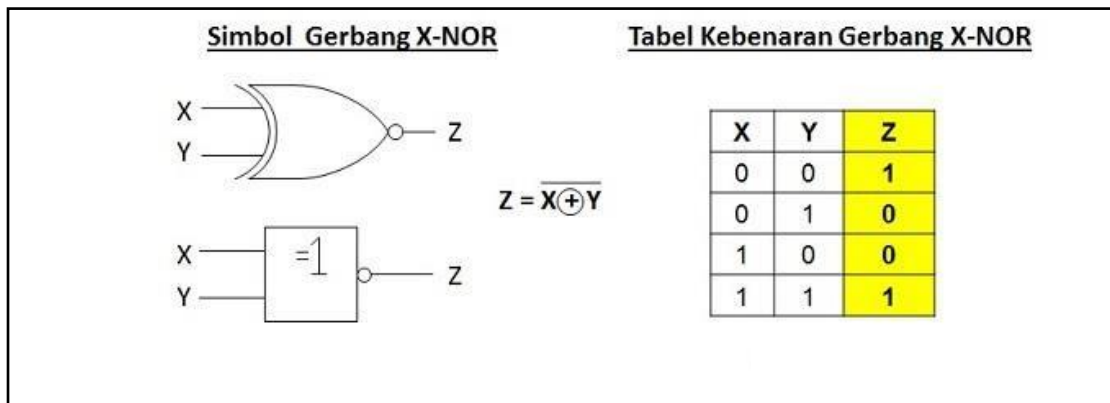 Simbol Gerbang X-NOR
X
Y
Z
X
Y
=1
Z
Z = X⊕Y
Tabel Kebenaran Gerbang X-NOR
X Y Z
0 0 1
0 1 0
1 0 0
1 1 1